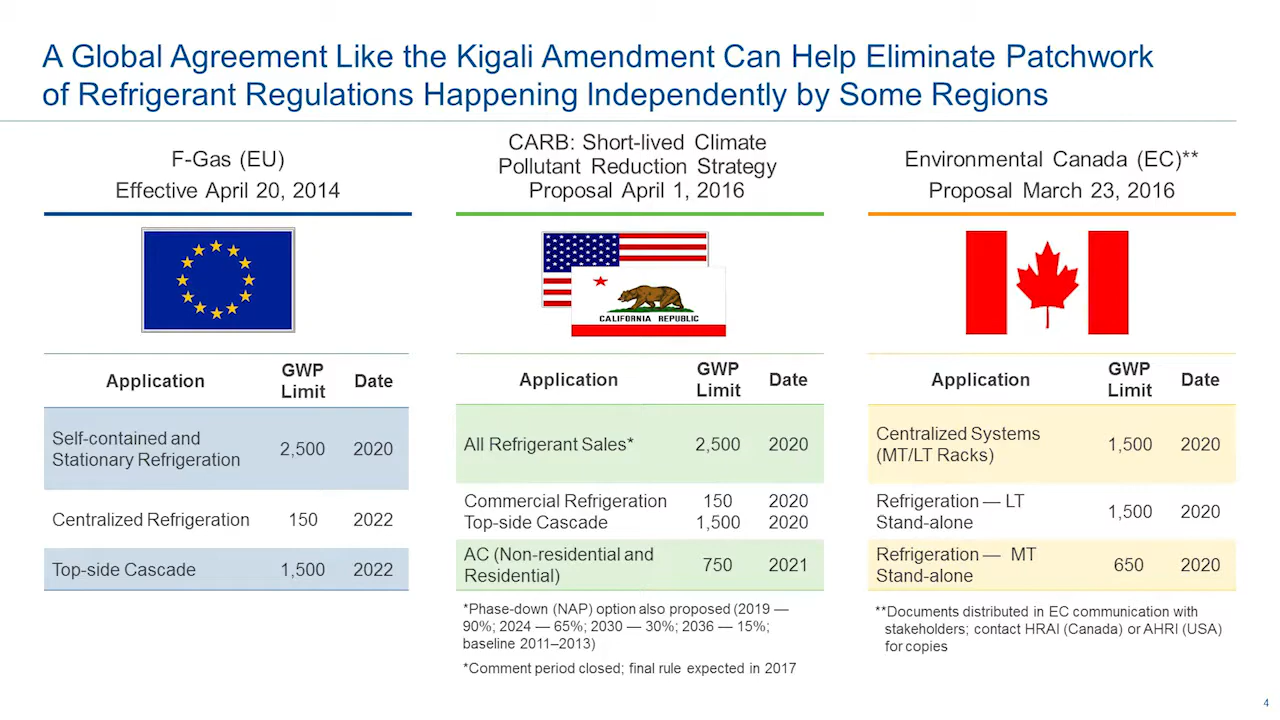 A Global Agreement Like the Kigali Amendment Can Help Eliminate Patchwork
of Refrigerant Regulations Happening Independently by Some Regions
F-Gas (EU)
Effective April 20, 2014
Application GWP Limit Date
Self-contained and
Stationary Refrigeration 2,500 2020
Centralized Refrigeration 150 2022
Top-side Cascade 1,500 2022
CARB: Short-lived Climate
Pollutant Reduction Strategy
Proposal April 1, 2016
CALIFORNIA REPUBLIC
Application GWP Limit Date
All Refrigerant Sales* 2,500 2020
Commercial Refrigeration 150 2020
Top-side Cascade 1,500 2020
AC (Non-residential and
Residential) 750 2021
*Phase-down (NAP) option also proposed (2019 —
90%; 2024 — 65%; 2030 — 30%; 2036 — 15%;
baseline 2011–2013)
*Comment period closed; final rule expected in 2017
Environmental Canada (EC)**
Proposal March 23, 2016
Application GWP Limit Date
Centralized Systems
(MT/LT Racks) 1,500 2020
Refrigeration — LT
Stand-alone 1,500 2020
Refrigeration — MT
Stand-alone 650 2020
**Documents distributed in EC communication with
stakeholders; contact HRAI (Canada) or AHRI (USA)
for copies
4